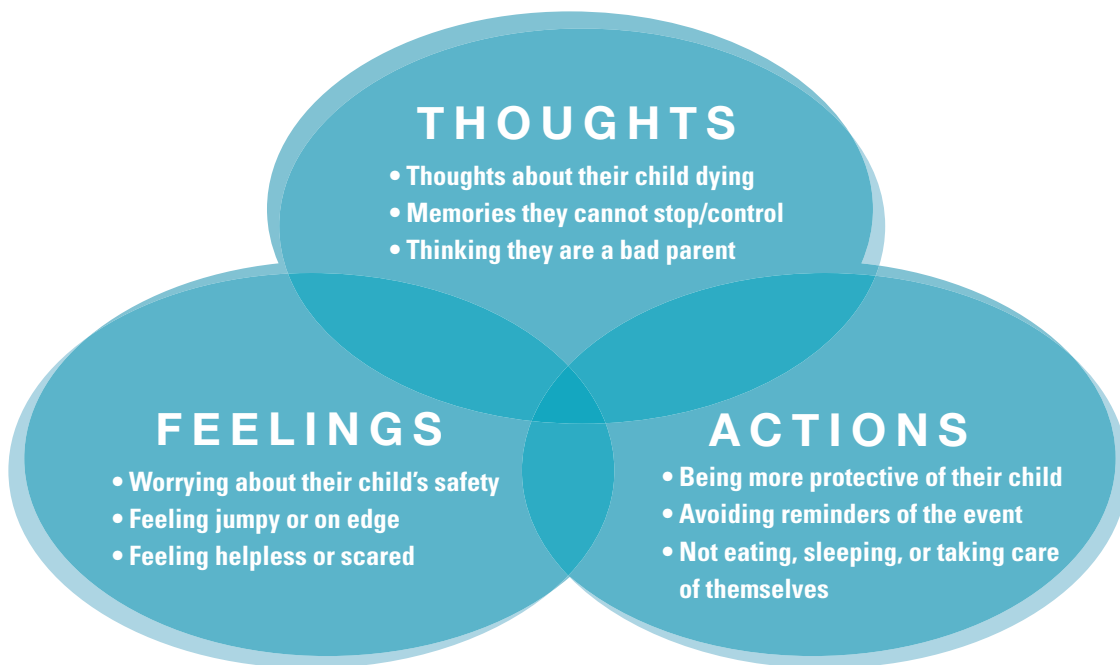 THOUGHTS
• Thoughts about their child dying
• Memories they cannot stop/control
• Thinking they are a bad parent
FEELINGS
• Worrying about their child’s safety
• Feeling jumpy or on edge
• Feeling helpless or scared
ACTIONS
• Being more protective of their child
• Avoiding reminders of the event
• Not eating, sleeping, or taking care
of themselves